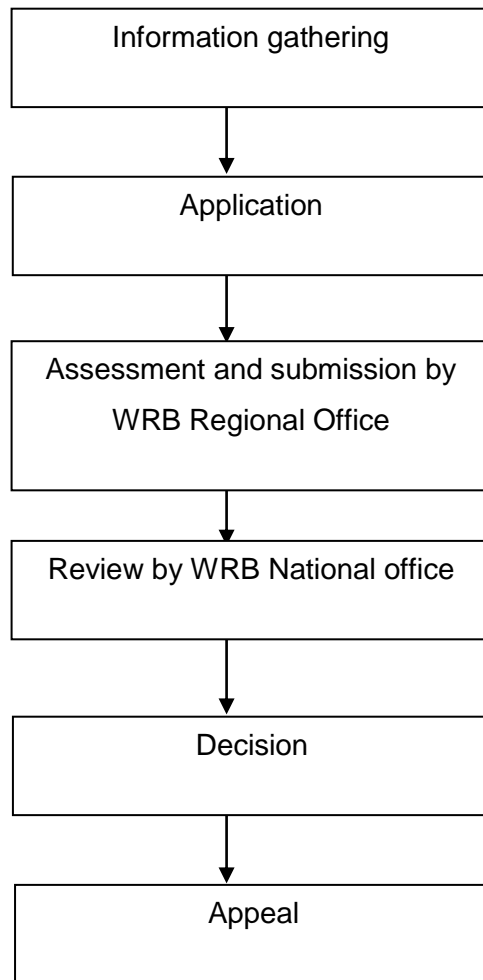 Information gathering
Application
Assessment and submission by
WRB Regional Office
Review by WRB National office
Decision
Appeal